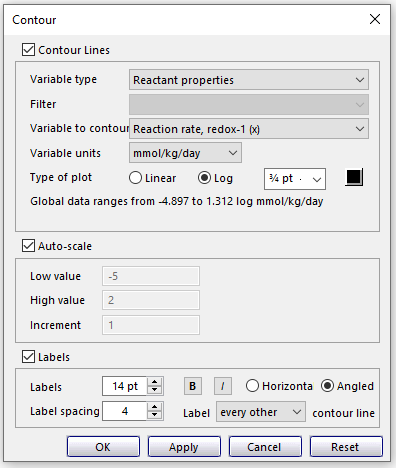 Contour
Contour Lines
Variable type Reactant properties
Filter
Variable to contour Reaction rate, redox-1 (x)
Variable units mmol/kg/day
Type of plot Linear Log ¾ pt
Global data ranges from -4.897 to 1.312 log mmol/kg/day
Auto-scale
Low value -5
High value 2
Increment 1
Labels
Labels 14 pt B I Horizonta Angled
Label spacing 4 Label every other contour line
OK Apply Cancel Reset